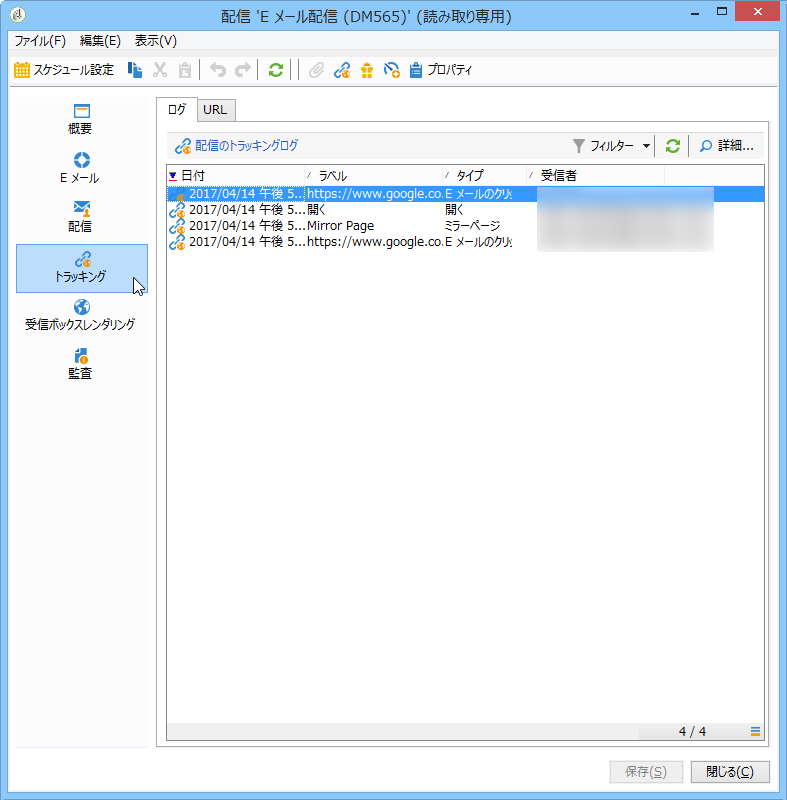 配信 'E メール配信 (DM565)' (読み取り専用)
ファイル(F) 編集(E) 表示(V)
スケジュール設定 プロパティ
概要
E メール
配信
トラッキング
受信ボックスレンダリング
監査
ログ URL
配信のトラッキングログ フィルター 詳細...
日付 ラベル タイプ 受信者
2017/04/14 午後 5... https://www.google.co. E メールのクリッ
2017/04/14 午後 5... 開く 開く
2017/04/14 午後 5... Mirror Page ミラーページ
2017/04/14 午後 5... https://www.google.co. E メールのクリッ
4 / 4
保存(S) 閉じる(C)